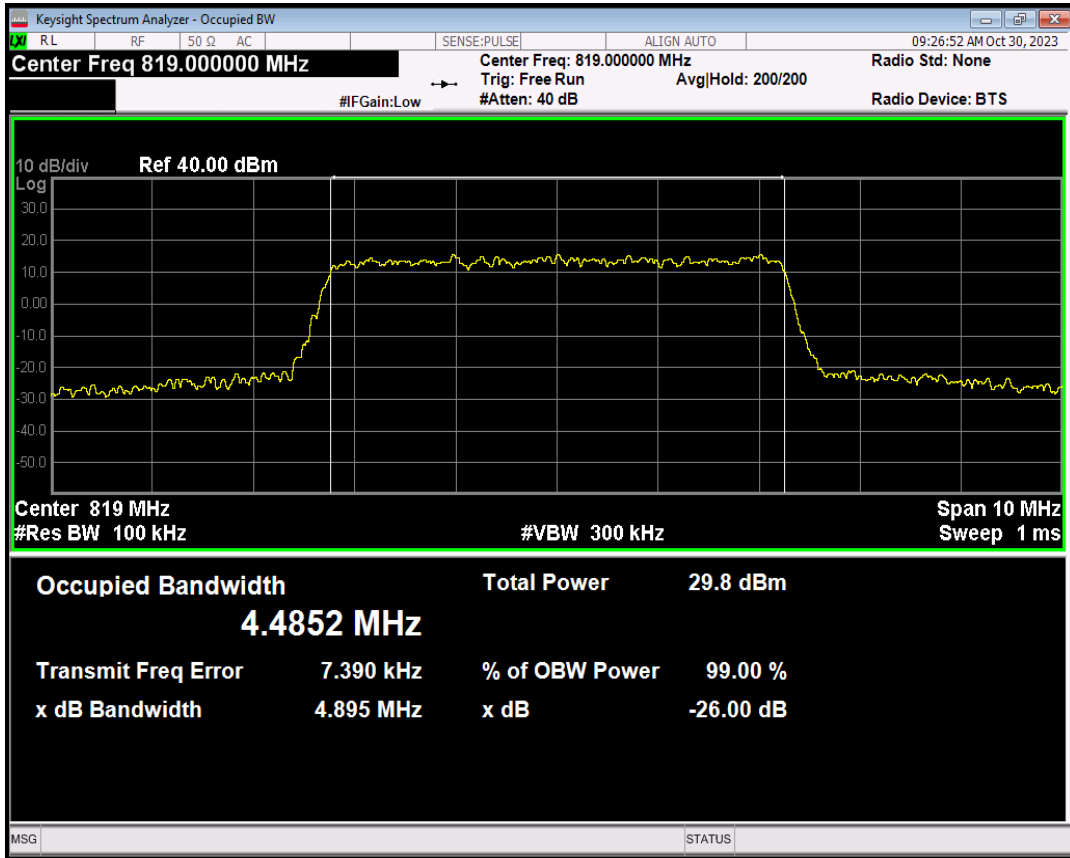 Keysight Spectrum Analyzer - Occupied BW
LXI RL RF 50 Ω AC SENSE:PULSE ALIGN AUTO 09:26:52 AM Oct 30, 2023
Center Freq 819.000000 MHz Center Freq: 819.000000 MHz Radio Std: None
Trig: Free Run Avg|Hold: 200/200
#IFGain:Low #Atten: 40 dB Radio Device: BTS
10 dB/div Ref 40.00 dBm
Log
30.0
20.0
10.0
0.00
-10.0
-20.0
-30.0
-40.0
-50.0
Center 819 MHz Span 10 MHz
#Res BW 100 kHz #VBW 300 kHz Sweep 1 ms
Occupied Bandwidth Total Power 29.8 dBm
4.4852 MHz
Transmit Freq Error 7.390 kHz % of OBW Power 99.00 %
x dB Bandwidth 4.895 MHz x dB -26.00 dB
MSG STATUS